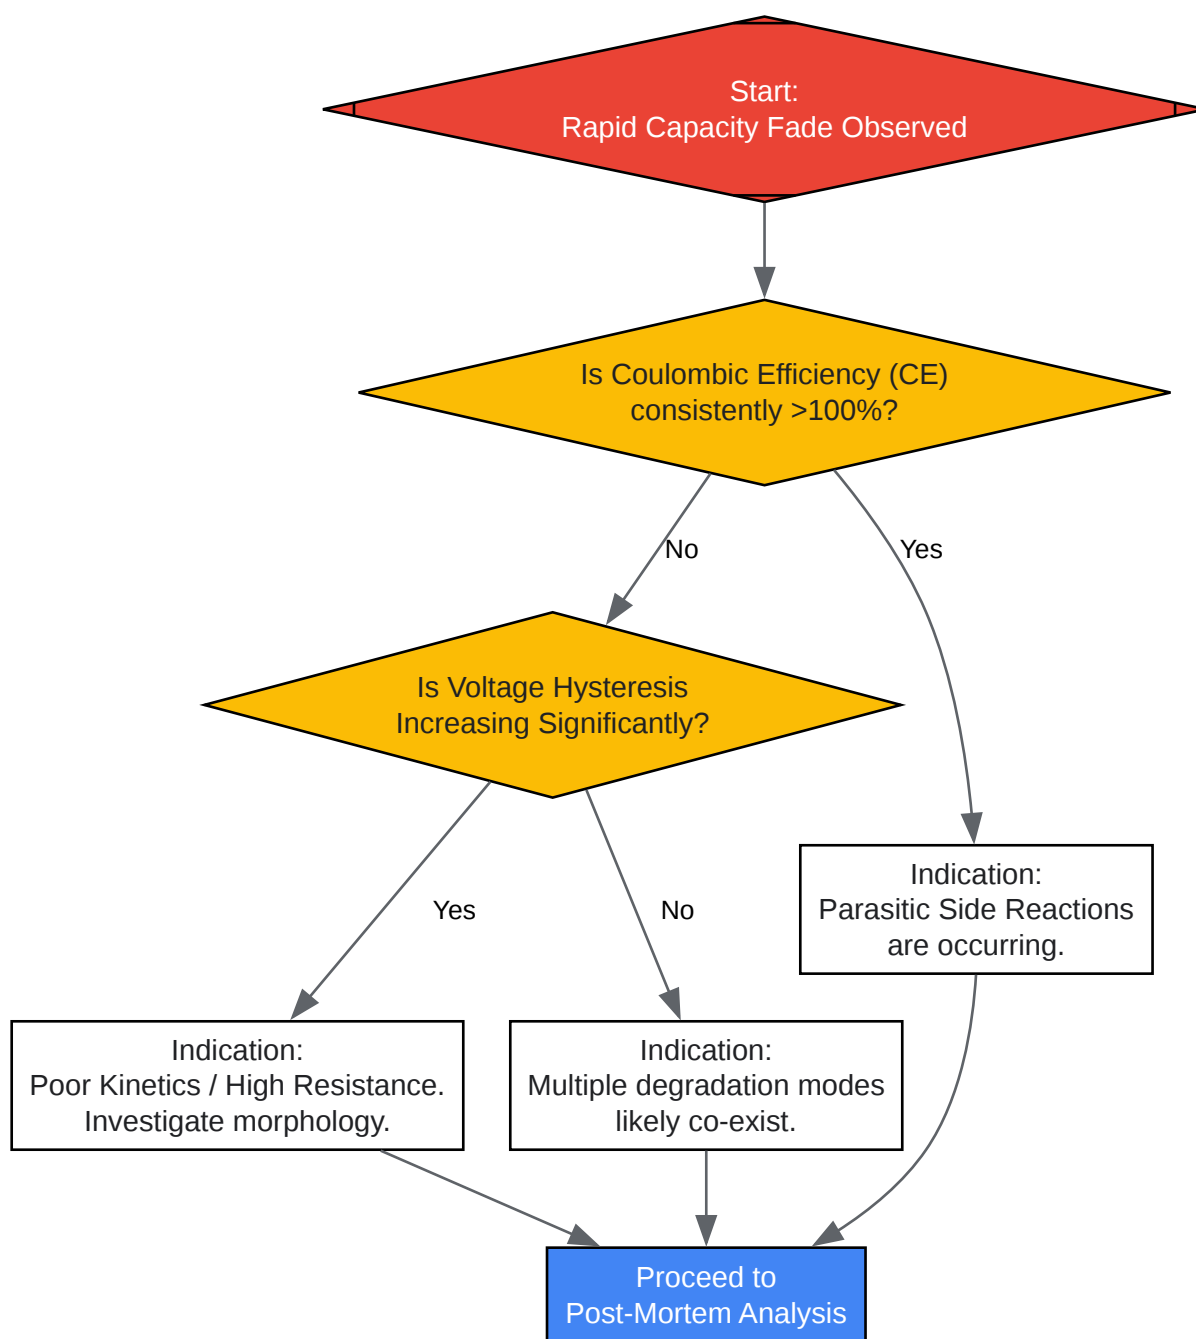 Start:
Rapid Capacity Fade Observed
Is Coulombic Efficiency (CE)
consistently >100%?
No
Yes
Is Voltage Hysteresis
Increasing Significantly?
Yes
No
Indication:
Parasitic Side Reactions
are occurring.
Indication:
Poor Kinetics / High Resistance.
Investigate morphology.
Indication:
Multiple degradation modes
likely co-exist.
Proceed to
Post-Mortem Analysis